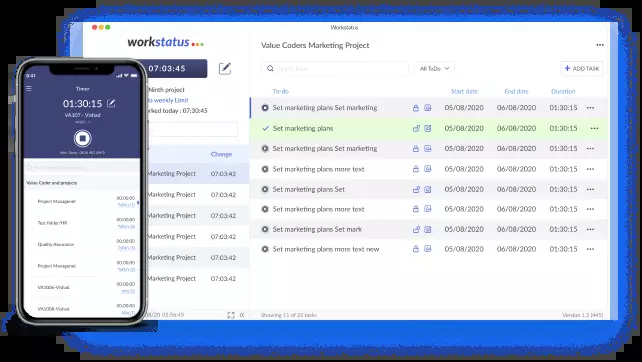 Workstatus
workstatus
07:03:45
Ninth project
No weekly Limit
orked today : 07:30:45
Change
Marketing Project 07:03:42
Marketing Project 07:03:42
Marketing Project 07:03:42
Marketing Project 07:03:42
Marketing Project 07:03:42
Marketing Project 07:03:42
05:56:45
Value Coders Marketing Project
All ToDo
+ ADD TASK
To-do Start date End date Duration
Set marketing plans Set marketing 05/08/2020 06/08/2020 01:30:15
Set marketing plans 05/08/2020 06/08/2020 01:30:15
Set marketing plans Set marketing 05/08/2020 06/08/2020 01:30:15
Set marketing plans more text 05/08/2020 06/08/2020 01:30:15
Set marketing plans Set 05/08/2020 06/08/2020 01:30:15
Set marketing plans more text 05/08/2020 06/08/2020 01:30:15
Set marketing plans Set mark 05/08/2020 06/08/2020 01:30:15
Set marketing plans more text new 05/08/2020 06/08/2020 01:30:15
Showing 11 of 22 tasks
Version 1.2 (445)
9:41
Timer
01:30:15
VA107 - Vishad
Value Coder and projects
Project Managenet 00:00:00
Test folder HR 00:00:00
Quality Assurance 00:00:00
Project Managenet 00:00:00
VA1006-Vishad 00:00:00
VA1008-Vishad 00:00:00